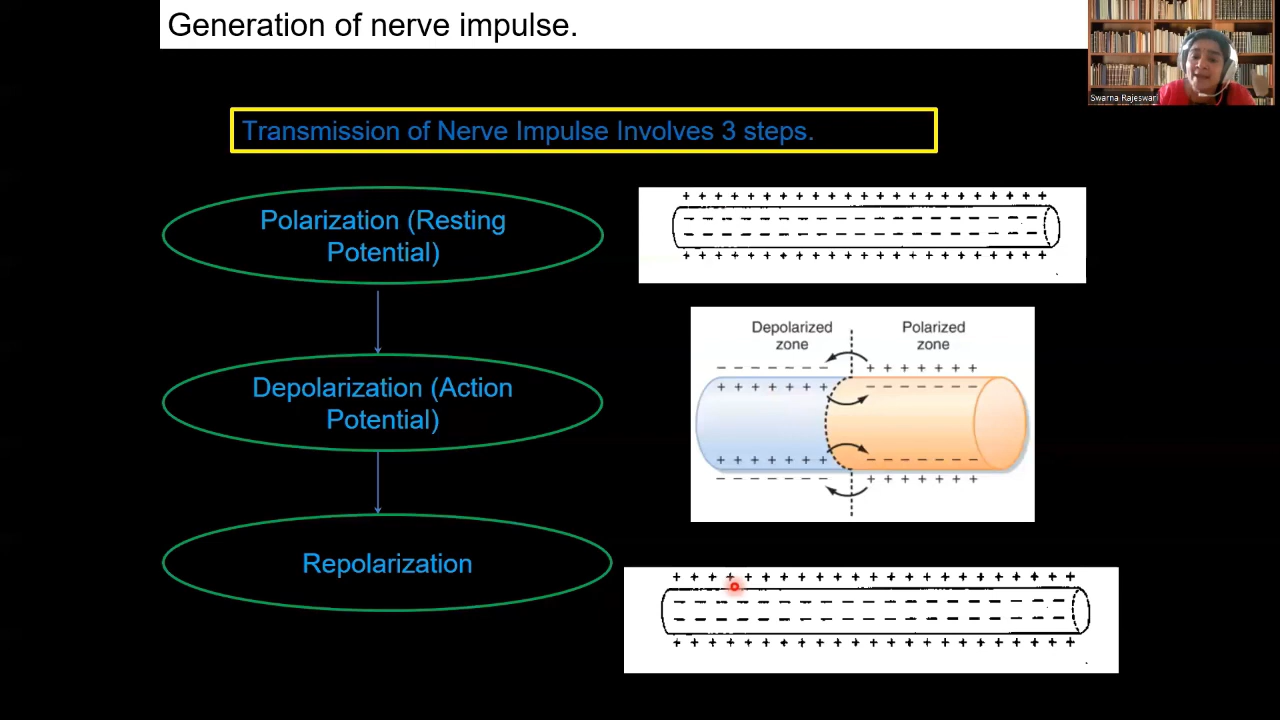 Generation of nerve impulse.
Swarna Rajeswari
Transmission of Nerve Impulse Involves 3 steps.
Polarization (Resting
Potential)
Depolarization (Action
Potential)
Repolarization
Depolarized
zone
Polarized
zone